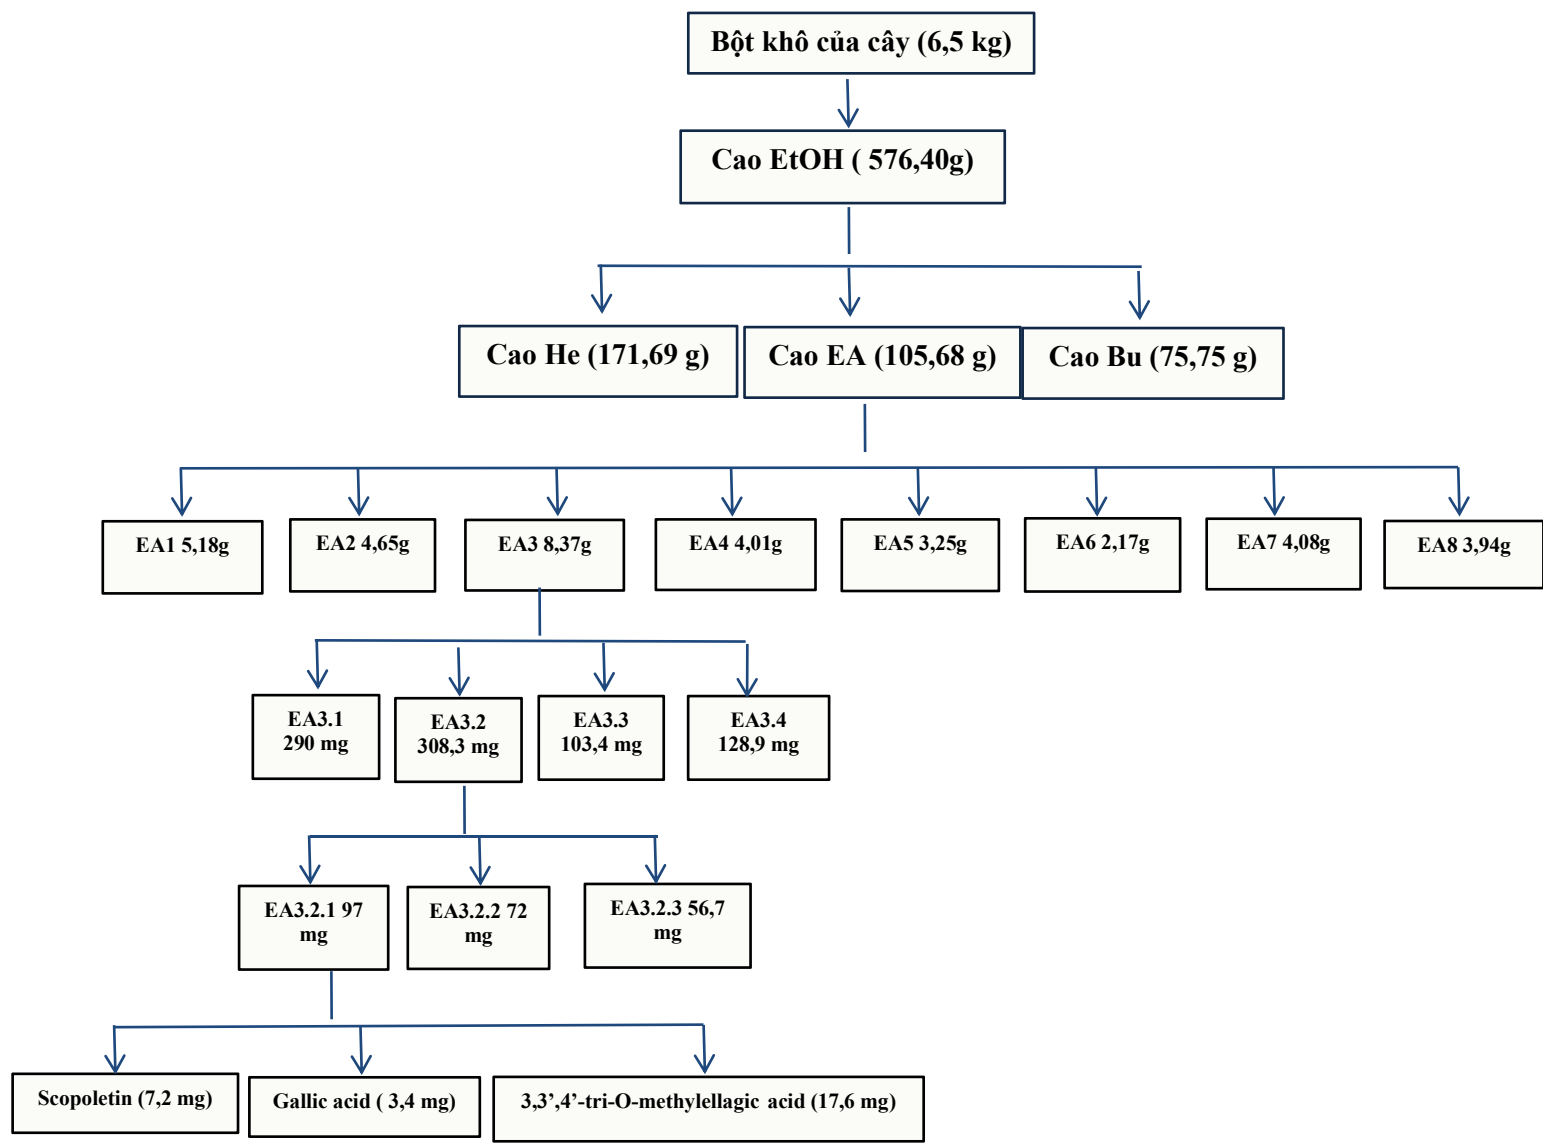 Bột khô của cây (6,5 kg)
Cao EtOH ( 576,40g)
Cao He (171,69 g)
Cao EA (105,68 g)
Cao Bu (75,75 g)
EA1 5,18g
EA2 4,65g
EA3 8,37g
EA4 4,01g
EA5 3,25g
EA6 2,17g
EA7 4,08g
EA8 3,94g
EA3.1
290 mg
EA3.2
308,3 mg
EA3.3
103,4 mg
EA3.4
128,9 mg
EA3.2.1 97
mg
EA3.2.2 72
mg
EA3.2.3 56,7
mg
Scopoletin (7,2 mg)
Gallic acid ( 3,4 mg)
3,3’,4’-tri-O-methylellagic acid (17,6 mg)